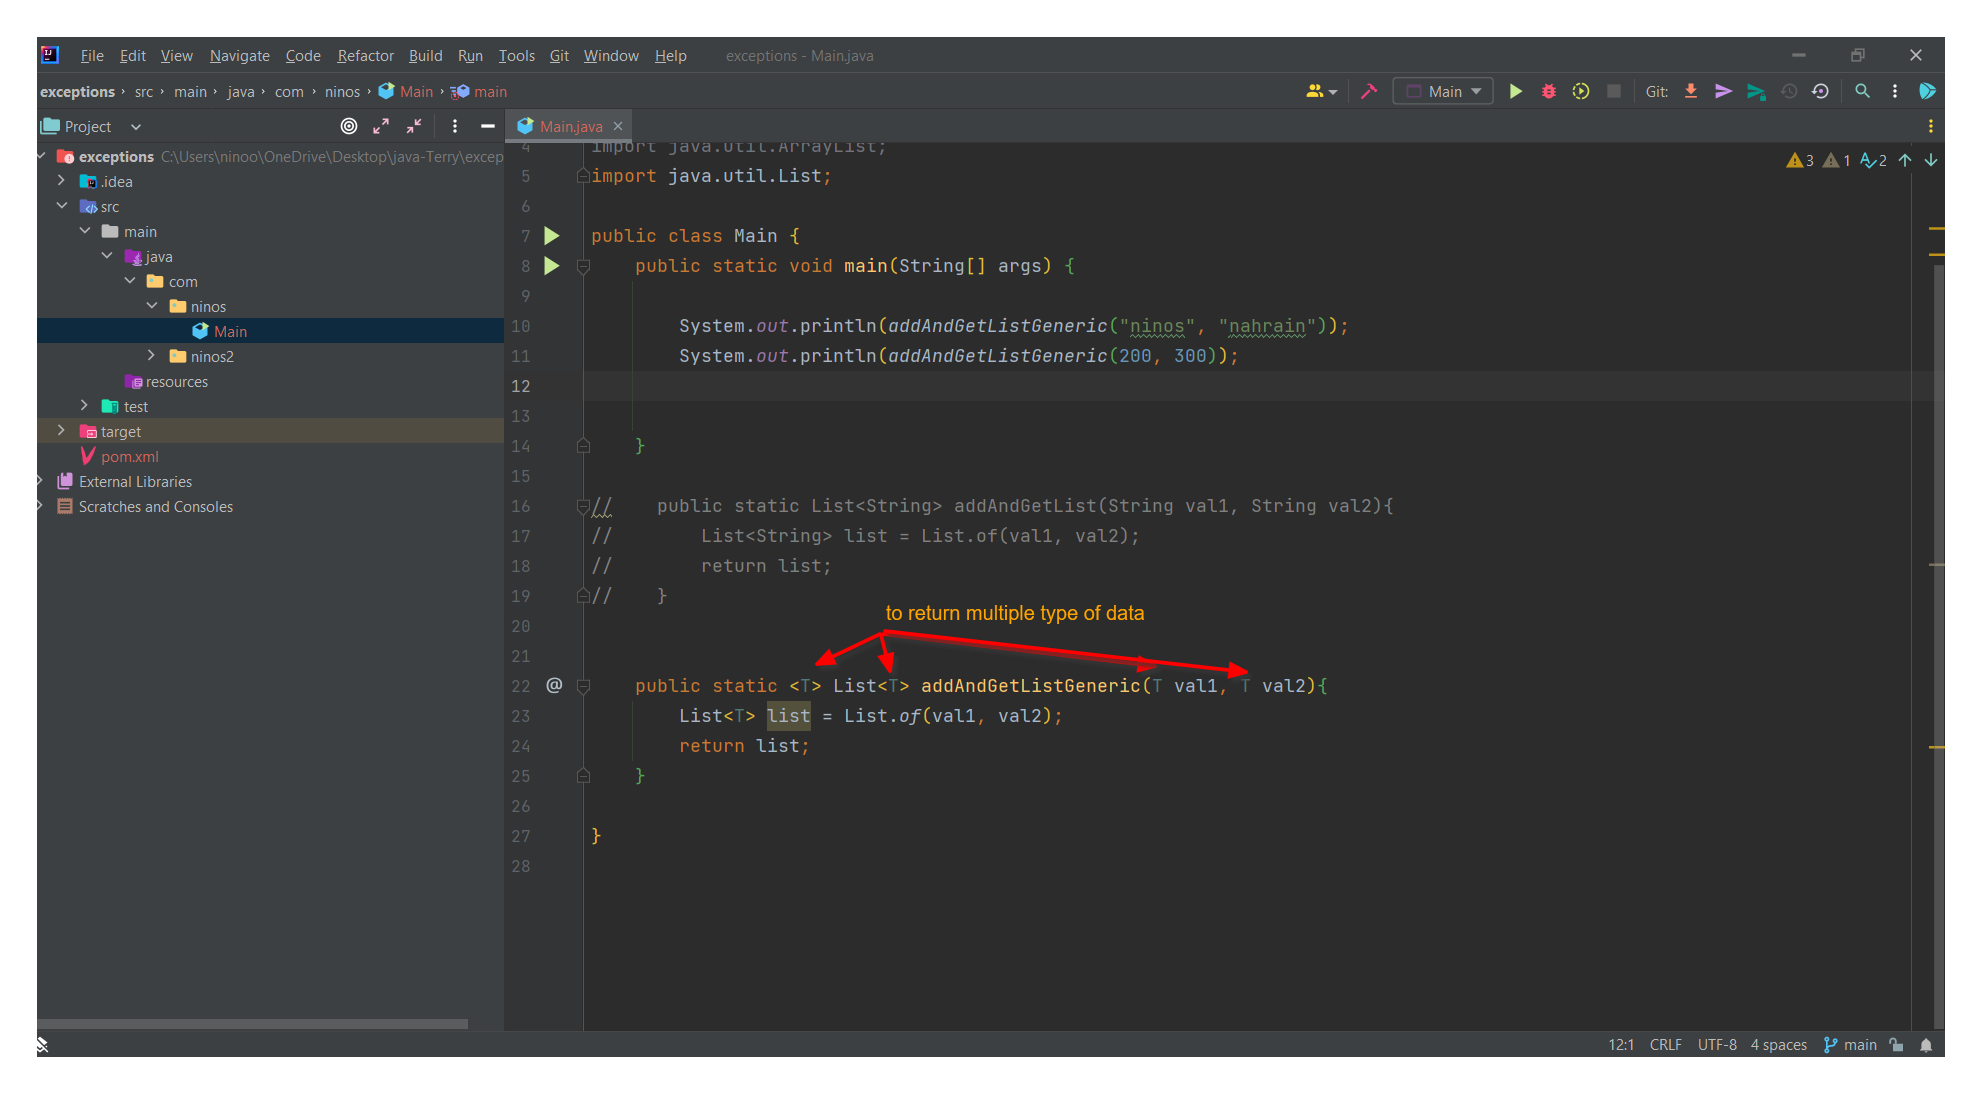 File Edit View Navigate Code Refactor Build Run Tools Git Window Help exceptions - Main.java
exceptions › src › main › java › com › ninos › Main › main
Main
Git:
Project
Main.java ×
exceptions C:\Users\ninoo\OneDrive\Desktop\java-Terry\excep
.idea
src
main
java
com
ninos
Main
ninos2
resources
test
target
pom.xml
External Libraries
Scratches and Consoles
3 1 2
4 import java.util.ArrayList;
5 import java.util.List;
6
7 public class Main {
8 public static void main(String[] args) {
9
10 System.out.println(addAndGetListGeneric("ninos", "nahrain"));
11 System.out.println(addAndGetListGeneric(200, 300));
12
13
14 }
15
16 // public static List<String> addAndGetList(String val1, String val2){
17 // List<String> list = List.of(val1, val2);
18 // return list;
19 // }
to return multiple type of data
20
21
22 @ public static <T> List<T> addAndGetListGeneric(T val1, T val2){
23 List<T> list = List.of(val1, val2);
24 return list;
25 }
26
27 }
28
12:1 CRLF UTF-8 4 spaces main